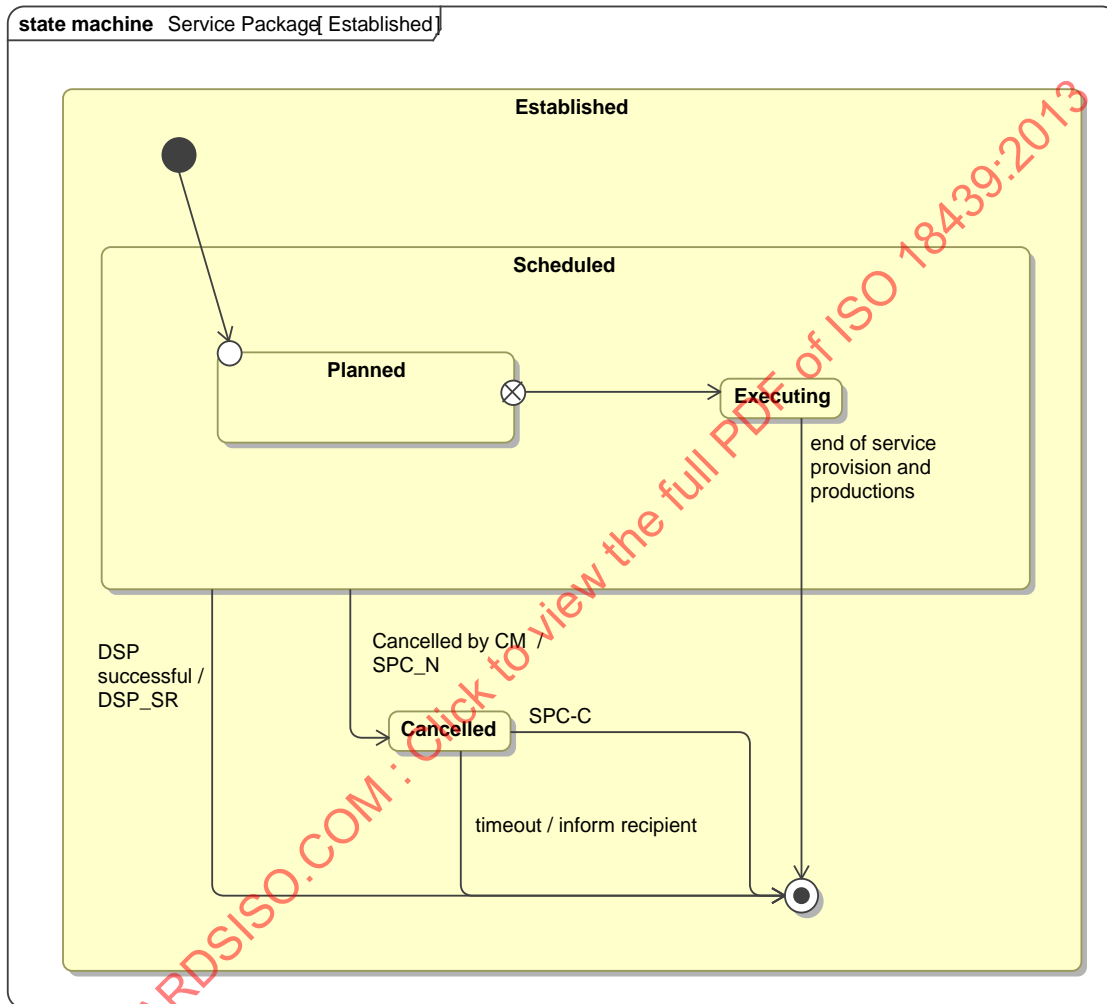 state machine Service Package[ Established]
Established
Scheduled
Planned
Executing
end of service
provision and
productions
DSP
successful /
DSP_SR
Cancelled by CM /
SPC_N
Cancelled
SPC-C
timeout / inform recipient
ARDSISO.COM : Click to view the full PDF of ISO 18439:2013